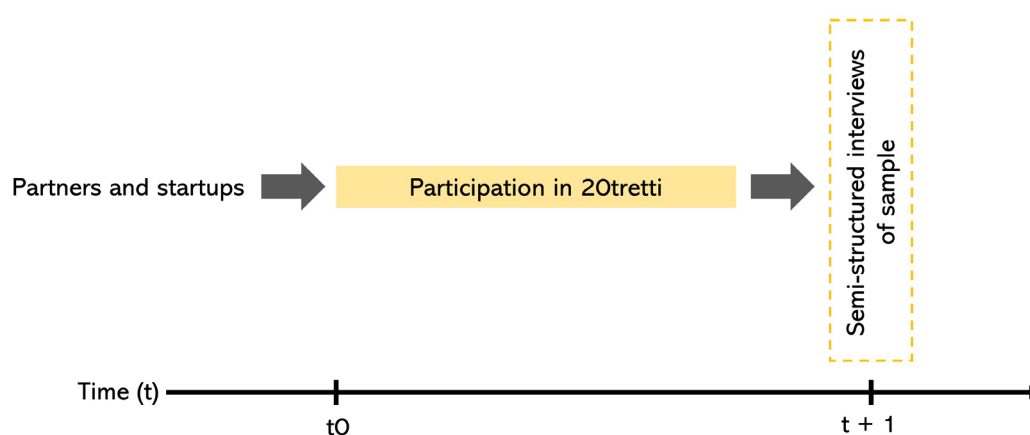 Partners and startups
Participation in 20tretti
Semi-structured interviews
of sample
Time (t)
t0
t + 1